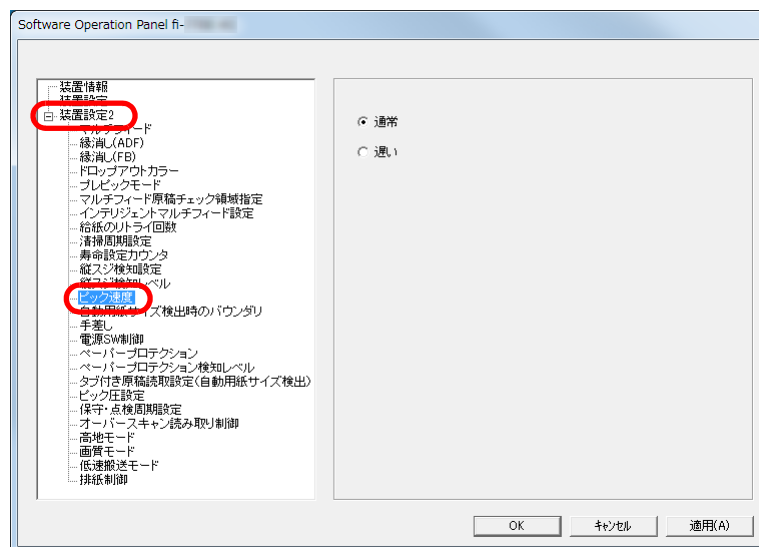 Software Operation Panel fi-
装置情報
装置設定
装置設定2
マルチフィード
縁消し(ADF)
縁消し(FB)
ドロップアウトカラー
プレピックモード
マルチフィード原稿チェック領域指定
インテリジェントマルチフィード設定
給紙のリトライ回数
清掃周期設定
寿命設定カウンタ
縦スジ検知設定
縦スジ検知レベル
ピック速度
自動用紙サイズ検出時のバウンダリ
手差し
電源SW制御
ペーパープロテクション
ペーパープロテクション検知レベル
タブ付き原稿読取設定(自動用紙サイズ検出)
ピック圧設定
保守・点検周期設定
オーバースキャン読み取り制御
高地モード
画質モード
低速搬送モード
排紙制御
通常
遅い
OK キャンセル 適用(A)